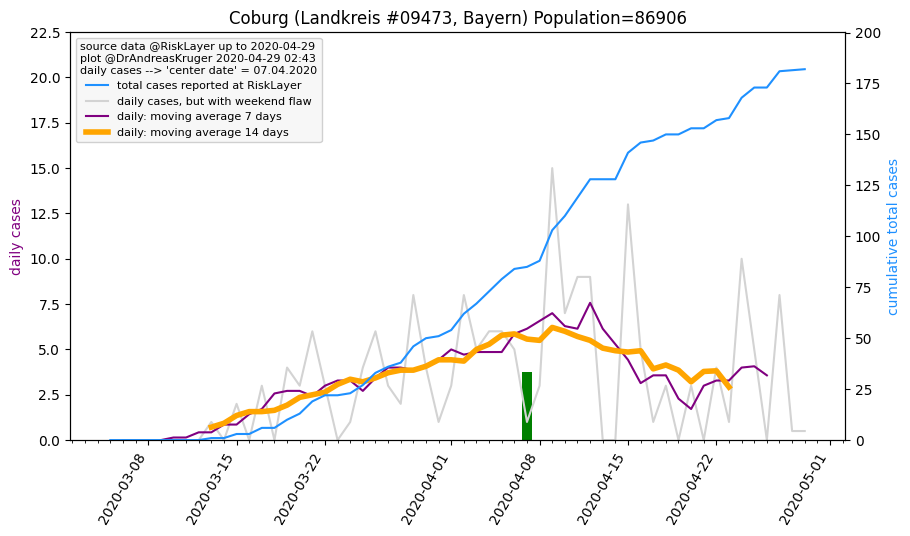 Coburg (Landkreis #09473, Bayern) Population=86906
source data @RiskLayer up to 2020-04-29
plot @DrAndreasKruger 2020-04-29 02:43
daily cases --> 'center date' = 07.04.2020
total cases reported at RiskLayer
daily cases, but with weekend flaw
daily: moving average 7 days
daily: moving average 14 days
daily cases
22.5
20.0
17.5
15.0
12.5
10.0
7.5
5.0
2.5
0.0
200
175
150
125
100
75
50
25
0
cumulative total cases
2020-03-08
2020-03-15
2020-03-22
2020-04-01
2020-04-08
2020-04-15
2020-04-22
2020-05-01